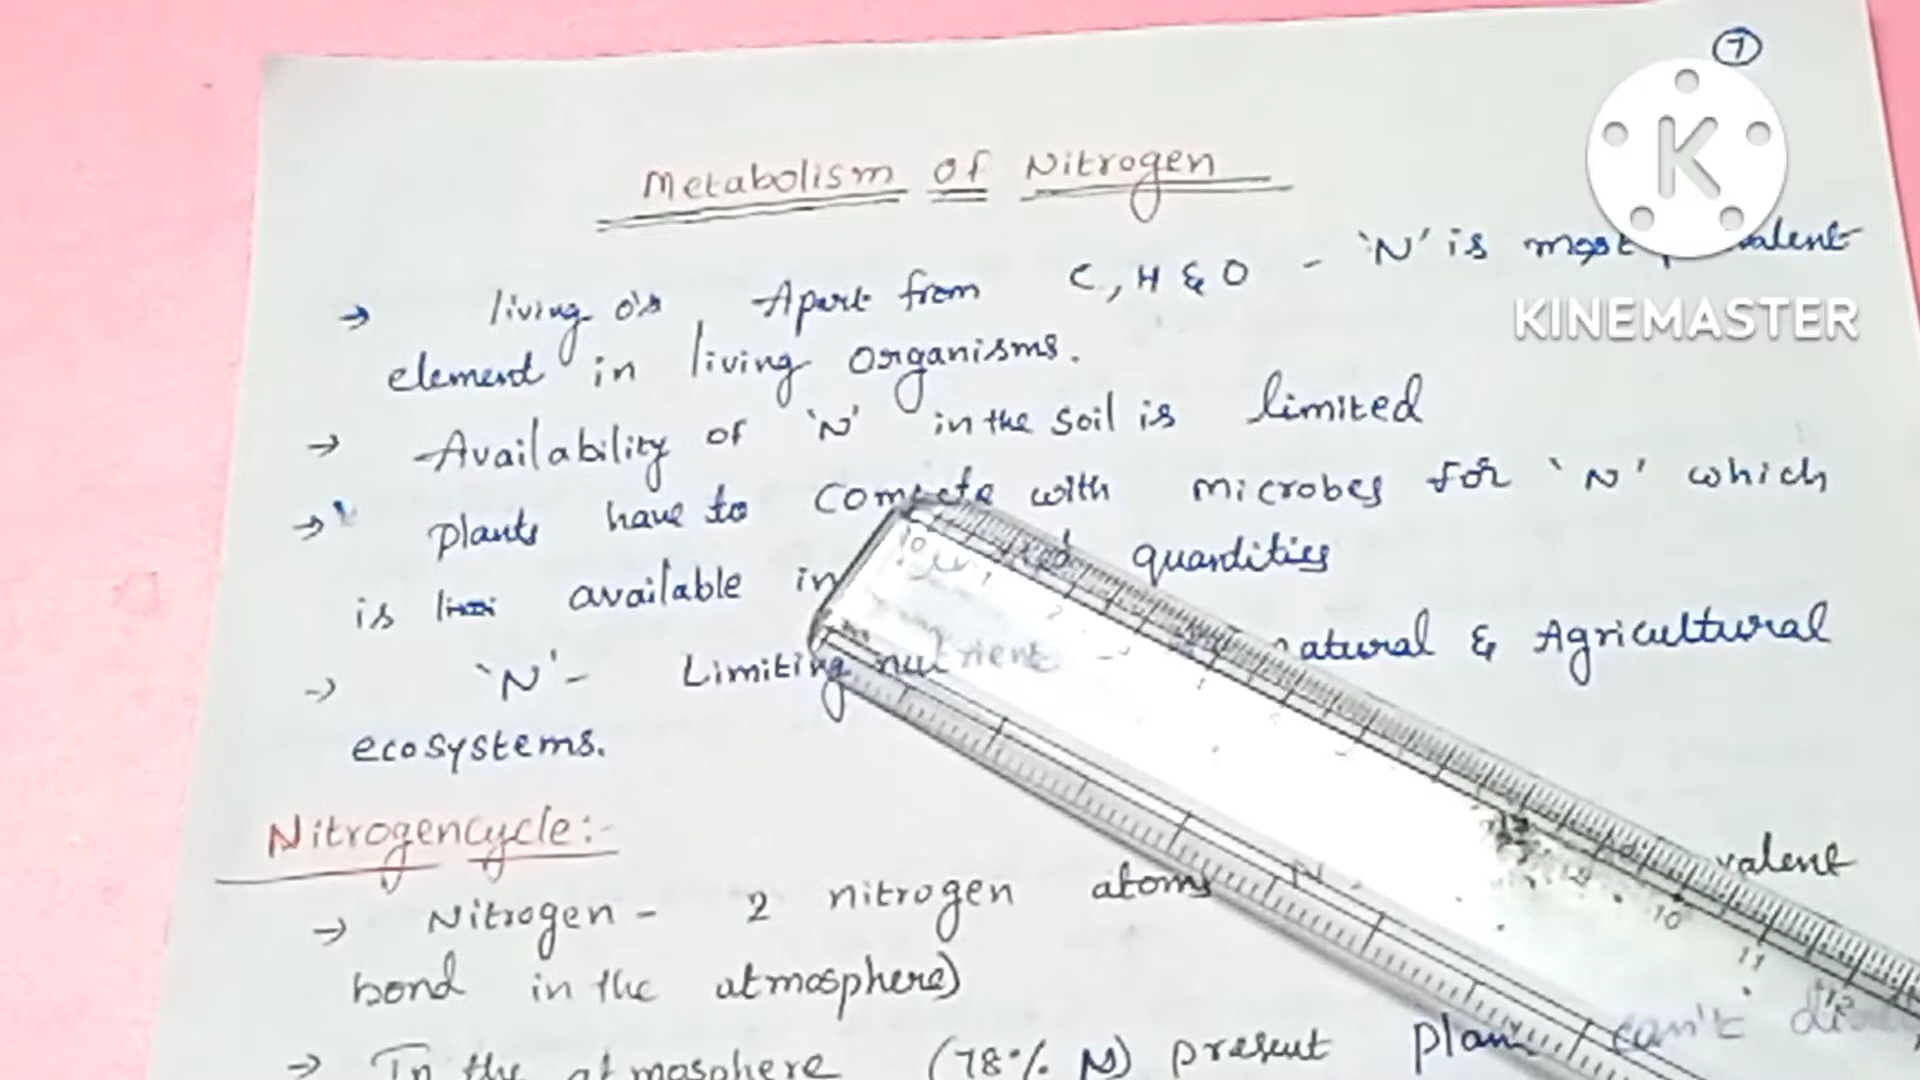 7
Metabolism of Nitrogen
→ living o's Apart from C, H & O - 'N' is most
element in living organisms.
→ Availability of 'N' in the soil is limited
→ plants have to compete with microbes for 'N' which
is available in quantities
→ 'N' - Limiting nutrient natural & Agricultural
ecosystems.
Nitrogencycle:-
→ Nitrogen - 2 nitrogen atoms
bond in the atmosphere)
→ In the atmosphere (78% N) present can't
K
KINEMASTER